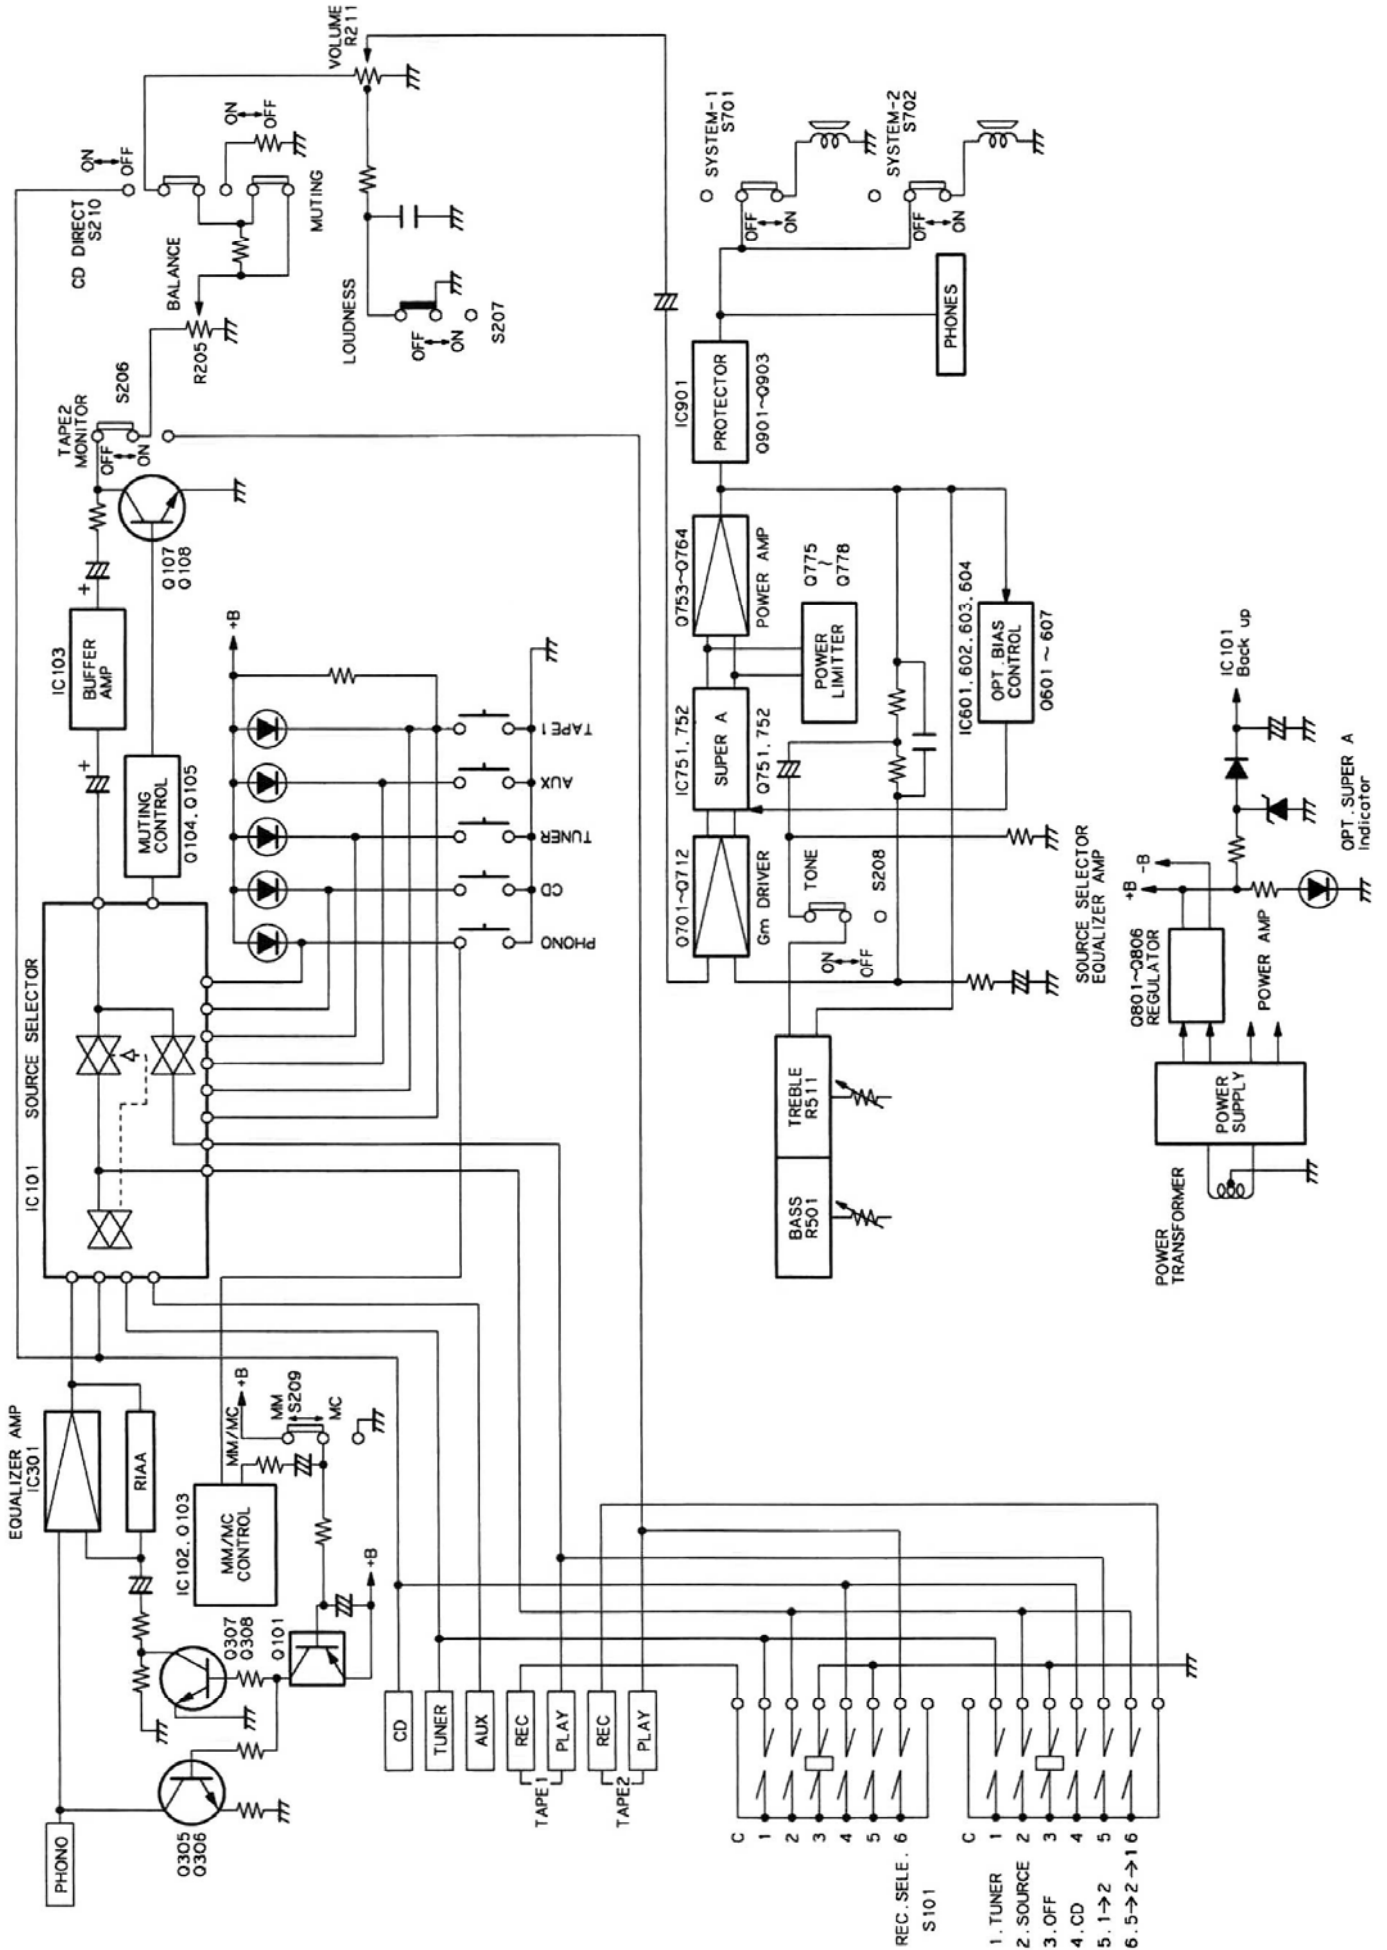 CD DIRECT
S210
ON
OFF
VOLUME
R211
BALANCE
R205
ON
OFF
MUTING
LOUDNESS
OFF
ON
S207
TAPE2
MONITOR
S206
OFF
ON
IC103
BUFFER
AMP
+
+
Q107
Q108
MUTING
CONTROL
Q104, Q105
IC101
SOURCE SELECTOR
+B
PHONO
CD
TUNER
AUX
TAPE1
EQUALIZER AMP
IC301
RIAA
IC102, Q103
MM/MC
CONTROL
MM/MC
+B
MM
S209
MC
Q307
Q308
Q101
+B
Q305
Q306
PHONO
CD
TUNER
AUX
REC
PLAY
TAPE1
REC
PLAY
TAPE2
C
1
2
3
4
5
6
REC. SELE.
S101
C
1
2
3
4
5
6
1. TUNER
2. SOURCE
3. OFF
4. CD
5. 1→2
6. 5→2→1
SYSTEM-1
S701
OFF
ON
SYSTEM-2
S702
OFF
ON
PHONES
IC901
PROTECTOR
Q901~Q903
Q753~Q764
POWER AMP
Q775
~
Q778
POWER
LIMITTER
IC751, 752
SUPER A
Q751, 752
Q701~Q712
Gm DRIVER
IC601, 602, 603, 604
OPT. BIAS
CONTROL
Q601~607
TONE
ON
OFF
S208
BASS
R501
TREBLE
R511
SOURCE SELECTOR
EQUALIZER AMP
+B
-B
Q801~Q806
REGULATOR
POWER AMP
POWER
SUPPLY
POWER
TRANSFORMER
IC101
Back up
OPT. SUPER A
Indicator